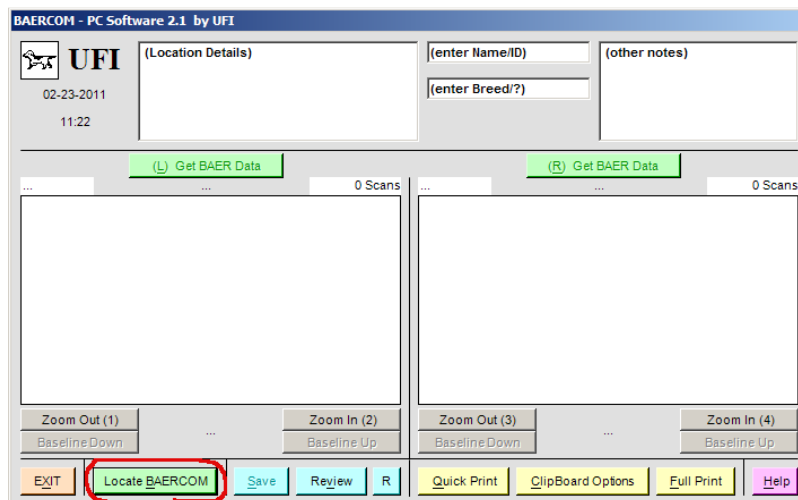 BAERCOM - PC Software 2.1 by UFI
UFI
(Location Details)
(enter Name/ID)
(other notes)
(enter Breed/?)
02-23-2011
11:22
(L) Get BAER Data
(R) Get BAER Data
... ... 0 Scans
... ... 0 Scans
Zoom Out (1)
...
Zoom In (2)
Baseline Down
Baseline Up
Zoom Out (3)
...
Zoom In (4)
Baseline Down
Baseline Up
EXIT
Locate BAERCOM
Save
Review
R
Quick Print
ClipBoard Options
Full Print
Help